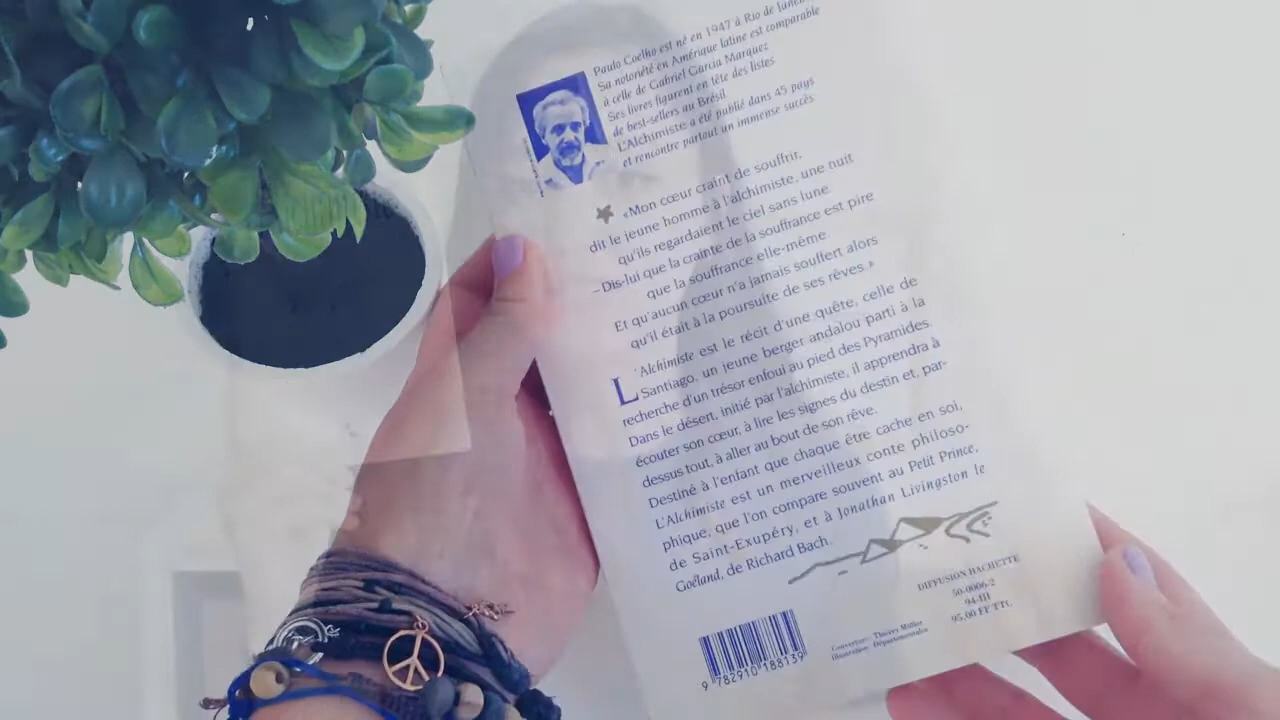 Paulo Coelho est né en 1947 à Rio de
Sa notoriété en Amérique latine est comparable
à celle de Gabriel Garcia Marquez
Ses livres figurent en tête des listes
de best-sellers au Brésil
L'Alchimiste a été publié dans 45 pays
et rencontre partout un immense succès
«Mon cœur craint de souffrir,
dit le jeune homme à l'alchimiste, une nuit
qu'ils regardaient le ciel sans lune.
– Dis-lui que la crainte de la souffrance est pire
que la souffrance elle-même.
Et qu'aucun cœur n'a jamais souffert alors
qu'il était à la poursuite de ses rêves.»
L'Alchimiste est le récit d'une quête, celle de
Santiago, un jeune berger andalou parti à la
recherche d'un trésor enfoui au pied des Pyramides.
Dans le désert, initié par l'alchimiste, il apprendra à
écouter son cœur, à lire les signes du destin et, par-
dessus tout, à aller au bout de son rêve.
Destiné à l'enfant que chaque être cache en soi,
L'Alchimiste est un merveilleux conte philoso-
phique, que l'on compare souvent au Petit Prince,
de Saint-Exupéry, et à Jonathan Livingston le
Goéland, de Richard Bach.
DIFFUSION HACHETTE
50-0006-2
94-III
95,00 FF TTC
Couverture: Thierry Müller
Illustration: Départementales
9 782910 188139